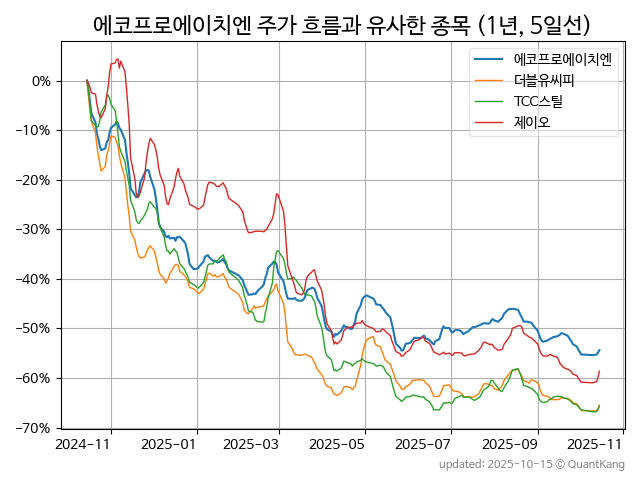 에코프로에이치엔 주가 흐름과 유사한 종목 (1년, 5일선)
에코프로에이치엔
더블유씨피
TCC스틸
제이오
0%
−10%
−20%
−30%
−40%
−50%
−60%
−70%
2024-11 2025-01 2025-03 2025-05 2025-07 2025-09 2025-11
updated: 2025-10-15 © QuantKang